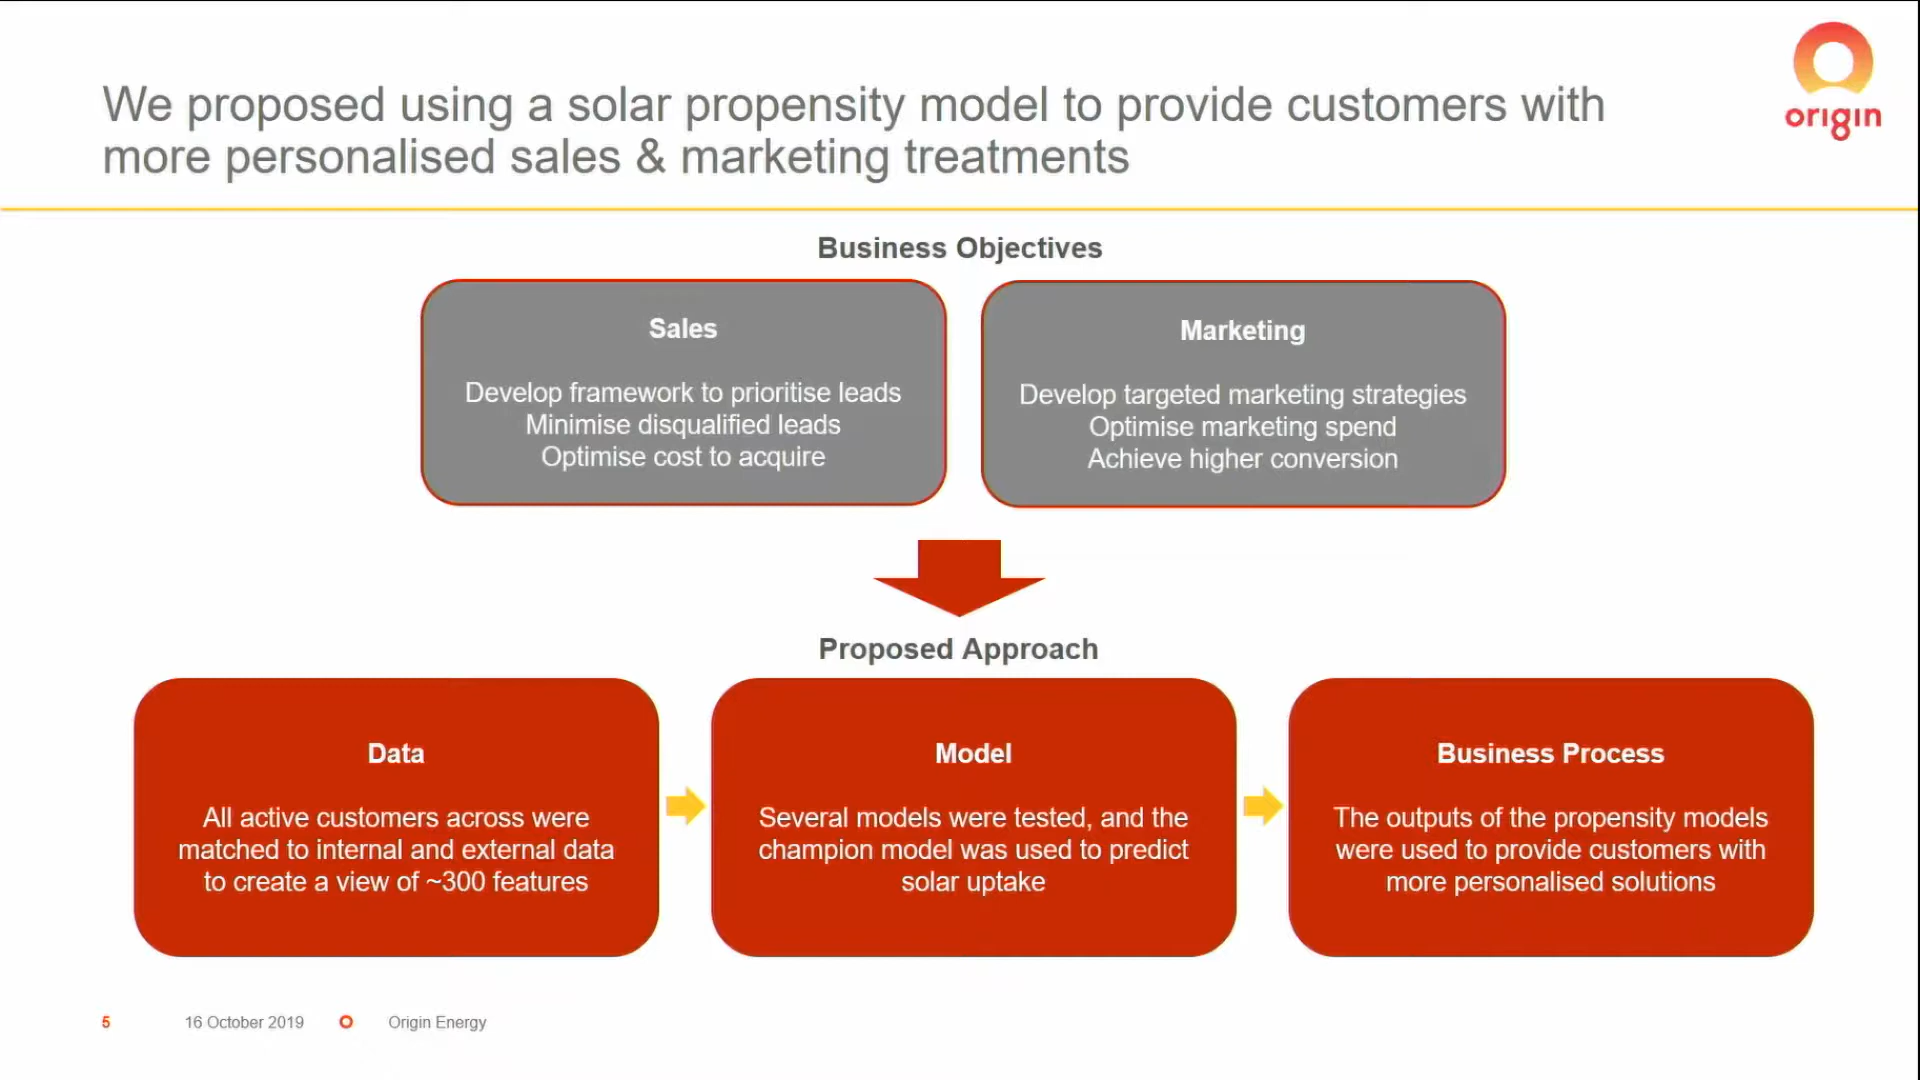 We proposed using a solar propensity model to provide customers with
more personalised sales & marketing treatments
origin
Business Objectives
Sales
Develop framework to prioritise leads
Minimise disqualified leads
Optimise cost to acquire
Marketing
Develop targeted marketing strategies
Optimise marketing spend
Achieve higher conversion
Proposed Approach
Data
All active customers across were
matched to internal and external data
to create a view of ~300 features
Model
Several models were tested, and the
champion model was used to predict
solar uptake
Business Process
The outputs of the propensity models
were used to provide customers with
more personalised solutions
5 16 October 2019 Origin Energy